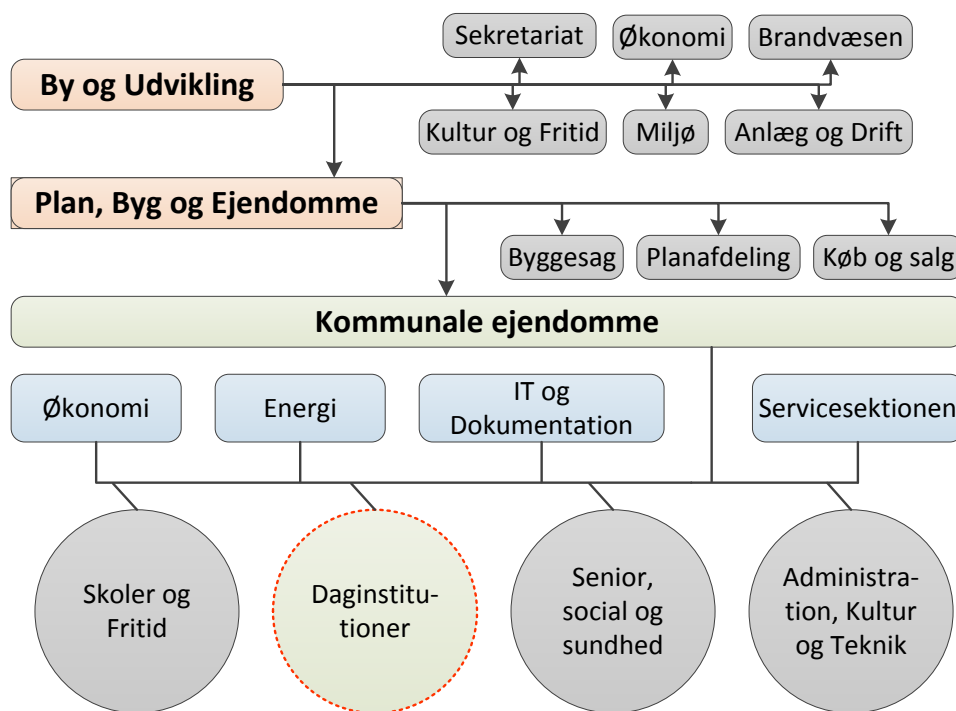 Sekretariat
Økonomi
Brandvæsen
By og Udvikling
Kultur og Fritid
Miljø
Anlæg og Drift
Plan, Byg og Ejendomme
Byggesag
Planafdeling
Køb og salg
Kommunale ejendomme
Økonomi
Energi
IT og
Dokumentation
Servicesektionen
Skoler og
Fritid
Daginstitu-
tioner
Senior,
social og
sundhed
Administra-
tion, Kultur
og Teknik